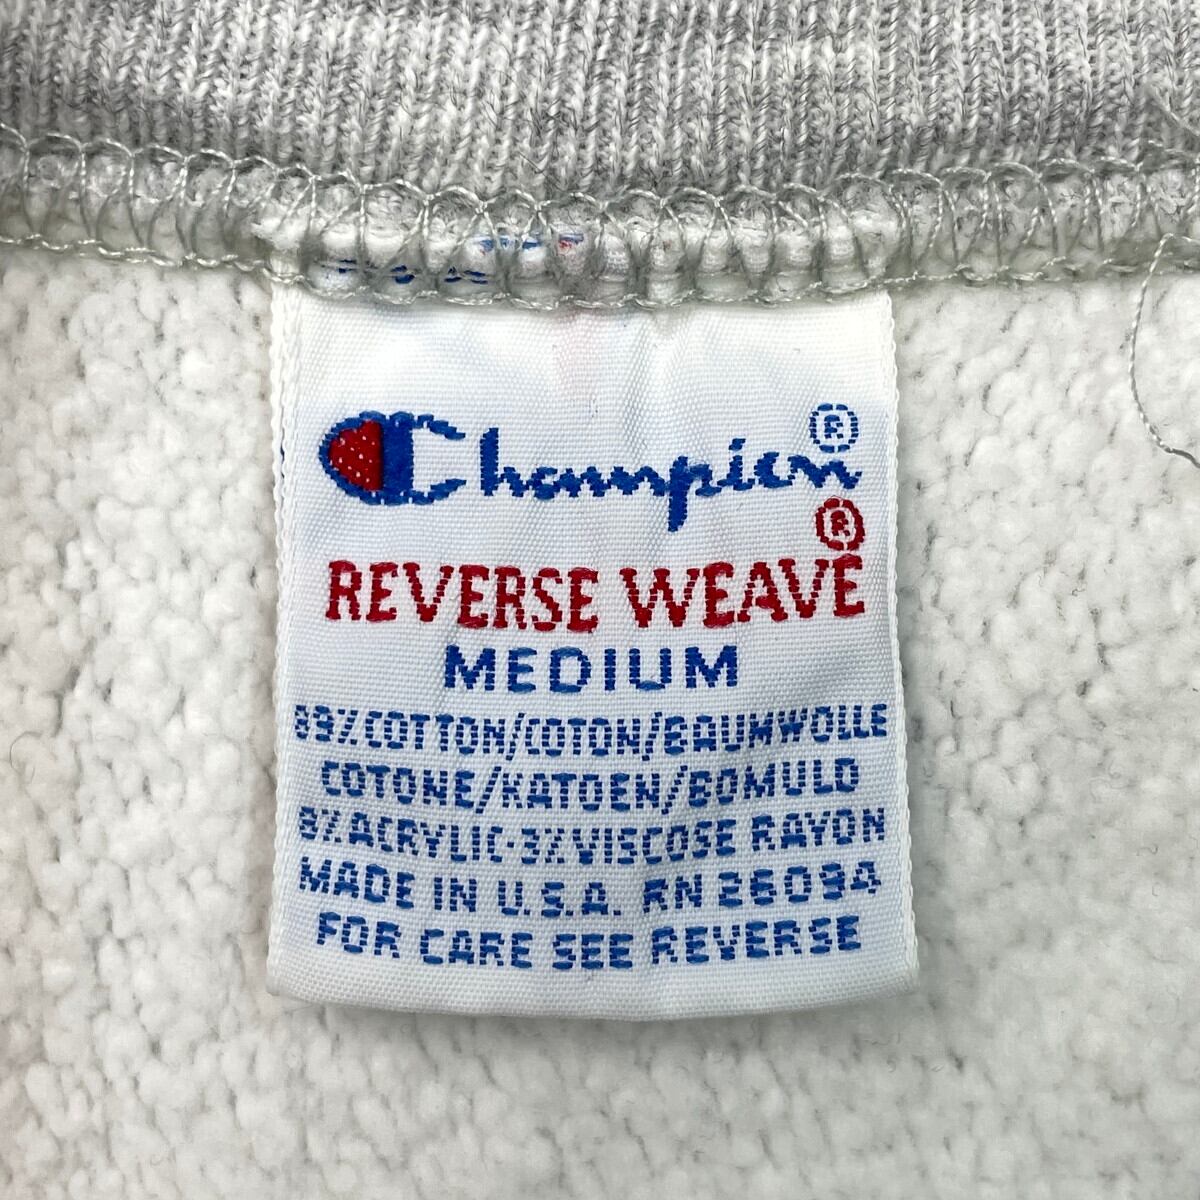 Champion®
®
REVERSE WEAVE
MEDIUM
89%COTTON/COTON/BAUMWOLLE
COTONE/KATOEN/BOMULD
8%ACRYLIC-3%VISCOSE RAYON
MADE IN U.S.A. RN 26094
FOR CARE SEE REVERSE